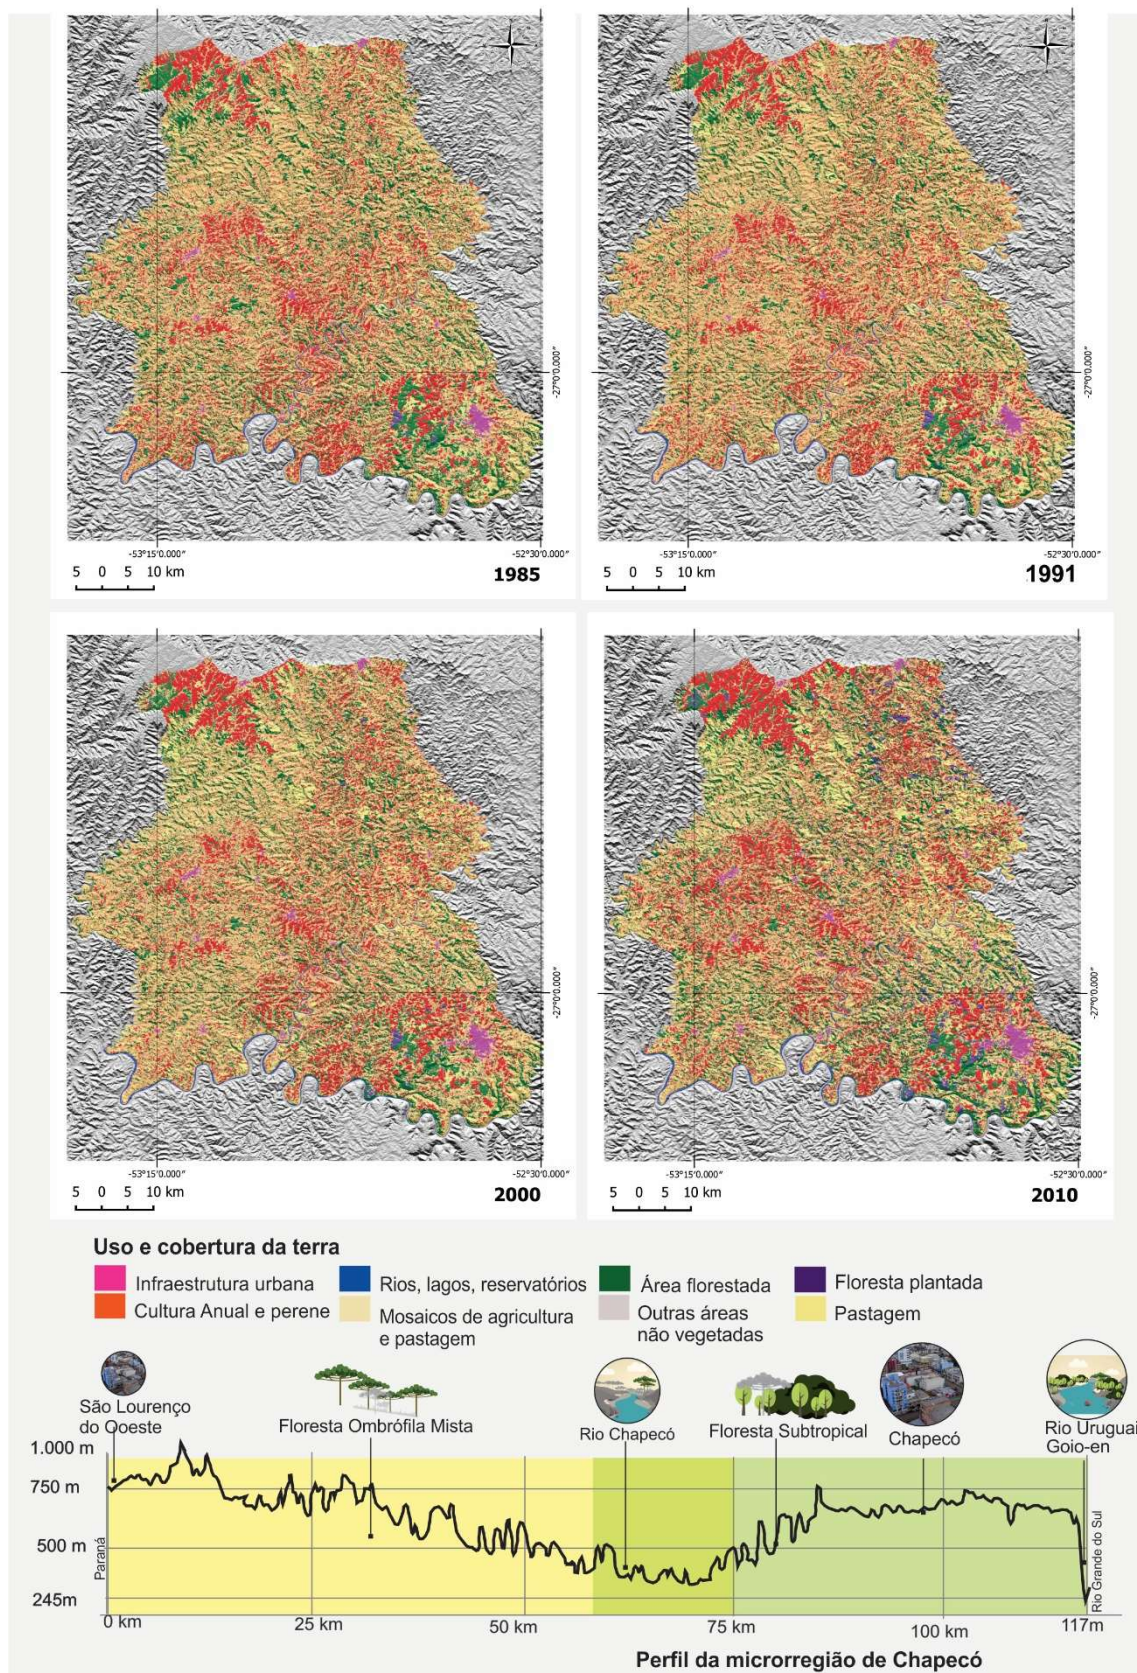 -27°0'0.000"
-27°0'0.000"
-53°15'0.000"
-52°30'0.000"
5 0 5 10 km
1985
-53°15'0.000"
-52°30'0.000"
5 0 5 10 km
1991
-27°0'0.000"
-27°0'0.000"
-53°15'0.000"
-52°30'0.000"
5 0 5 10 km
2000
-53°15'0.000"
-52°30'0.000"
5 0 5 10 km
2010
Uso e cobertura da terra
Infraestrutura urbana
Rios, lagos, reservatórios
Área florestada
Floresta plantada
Cultura Anual e perene
Mosaicos de agricultura
e pastagem
Outras áreas
não vegetadas
Pastagem
São Lourenço
do Ooeste
Floresta Ombrófila Mista
Rio Chapecó
Floresta Subtropical
Chapecó
Rio Uruguai
Goio-en
1.000 m
750 m
500 m
245m
Paraná
Rio Grande do Sul
0 km
25 km
50 km
75 km
100 km
117m
Perfil da microrregião de Chapecó